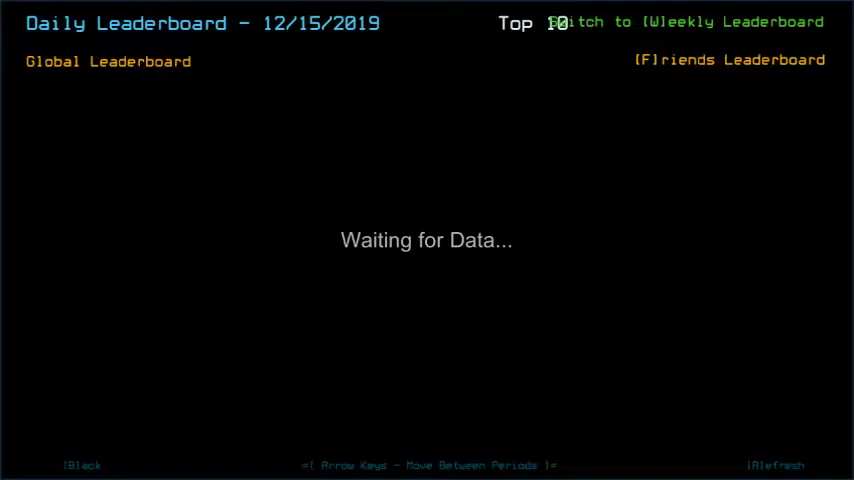 Daily Leaderboard - 12/15/2019
Top 10
Switch to [W]eekly Leaderboard
Global Leaderboard
[F]riends Leaderboard
Waiting for Data...
[B]ack
=[ Arrow Keys - Move Between Periods ]=
[R]efresh